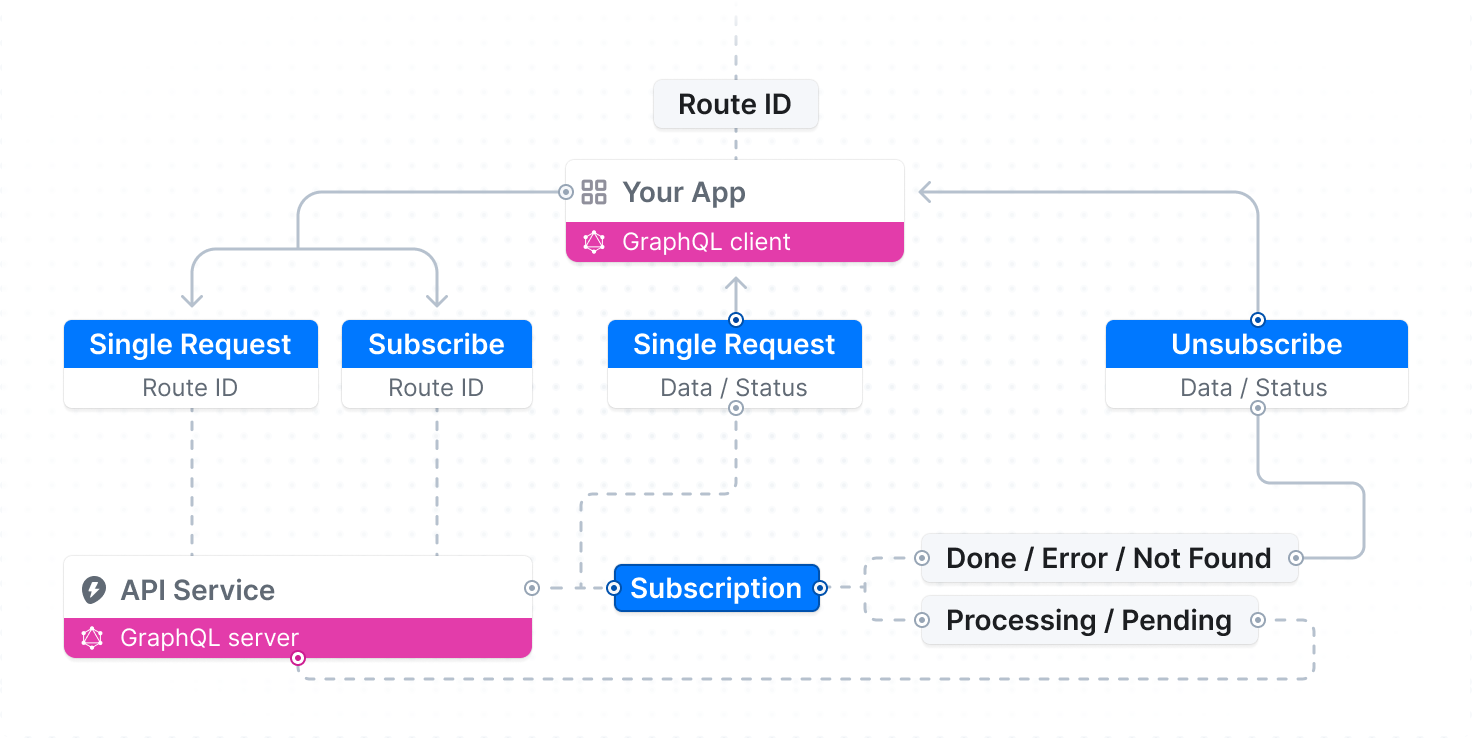 Route ID
Your App
GraphQL client
Single Request
Route ID
Subscribe
Route ID
Single Request
Data / Status
Unsubscribe
Data / Status
API Service
GraphQL server
Subscription
Done / Error / Not Found
Processing / Pending